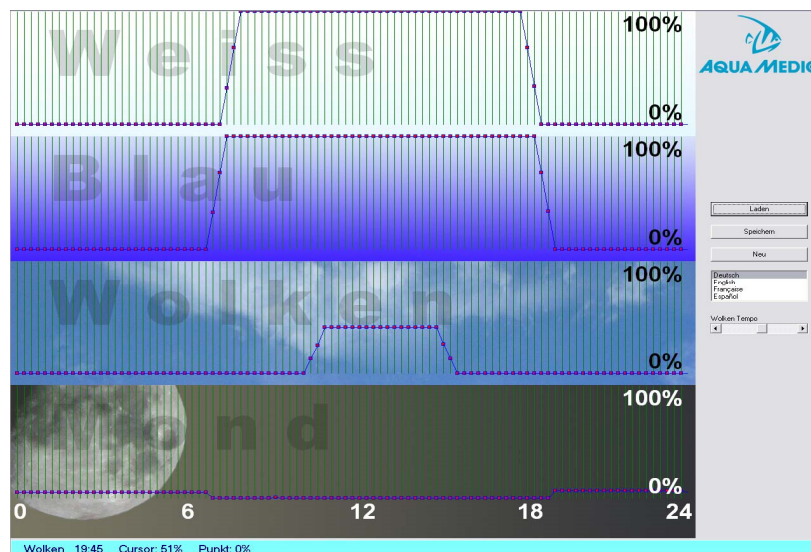 Weiss
100%
0%
Blau
100%
0%
Wolken
100%
0%
Mond
100%
0%
0 6 12 18 24
AQUA MEDIC
Laden
Speichern
Neu
Deutsch
English
Française
Español
Wolken Tempo
Wolken 19:45 Cursor: 51% Punkt: 0%